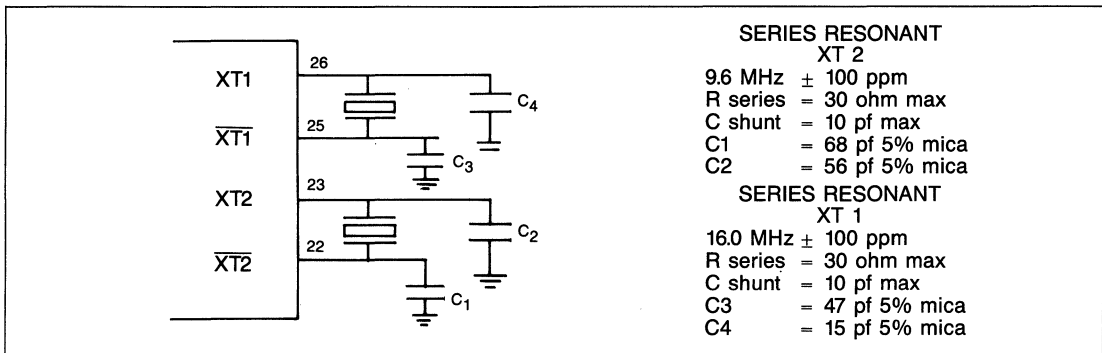 XT1
26
C4
XT1
25
C3
XT2
23
C2
XT2
22
C1
SERIES RESONANT
XT 2
9.6 MHz ± 100 ppm
R series = 30 ohm max
C shunt = 10 pf max
C1 = 68 pf 5% mica
C2 = 56 pf 5% mica
SERIES RESONANT
XT 1
16.0 MHz ± 100 ppm
R series = 30 ohm max
C shunt = 10 pf max
C3 = 47 pf 5% mica
C4 = 15 pf 5% mica